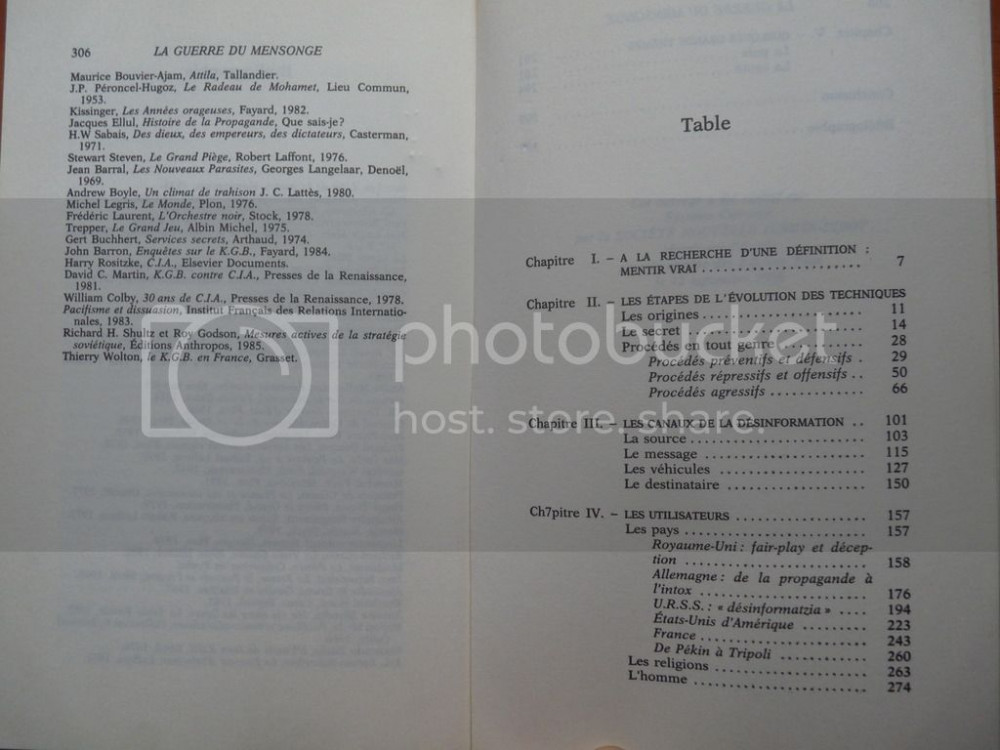 306 LA GUERRE DU MENSONGE
Maurice Bouvier-Ajam, Attila, Tallandier.
J.P. Péroncel-Hugoz, Le Radeau de Mohamet, Lieu Commun,
1953.
Kissinger, Les Années orageuses, Fayard, 1982.
Jacques Ellul, Histoire de la Propagande, Que sais-je?
H.W Sabais, Des dieux, des empereurs, des dictateurs, Casterman,
1971.
Stewart Steven, Le Grand Piège, Robert Laffont, 1976.
Jean Barral, Les Nouveaux Parasites, Georges Langelaar, Denoël,
1969.
Andrew Boyle, Un climat de trahison J. C. Lattès, 1980.
Michel Legris, Le Monde, Plon, 1976.
Frédéric Laurent, L'Orchestre noir, Stock, 1978.
Trepper, Le Grand Jeu, Albin Michel, 1975.
Gert Buchhert, Services secrets, Arthaud, 1974.
John Barron, Enquêtes sur le K.G.B., Fayard, 1984.
Harry Rositzke, C.I.A., Elsevier Documents.
David C. Martin, K.G.B. contre C.I.A., Presses de la Renaissance,
1981.
William Colby, 30 ans de C.I.A., Presses de la Renaissance, 1978.
Pacifisme et dissuasion, Institut Français des Relations Internatio-
nales, 1983.
Richard H. Shultz et Roy Godson, Mesures actives de la stratégie
soviétique, Éditions Anthropos, 1985.
Thierry Wolton, le K.G.B. en France, Grasset.
Table
Chapitre I. – A LA RECHERCHE D'UNE DÉFINITION :
MENTIR VRAI ....................... 7
Chapitre II. – LES ÉTAPES DE L'ÉVOLUTION DES TECHNIQUES
Les origines ....................... 11
Le secret ....................... 14
Procédés en tout genre ............ 28
Procédés préventifs et défensifs . 29
Procédés répressifs et offensifs .. 50
Procédés agressifs ............. 66
Chapitre III. – LES CANAUX DE LA DÉSINFORMATION .. 101
La source ....................... 103
Le message ....................... 115
Les véhicules .................... 127
Le destinataire .................. 150
Ch7pitre IV. – LES UTILISATEURS .................. 157
Les pays ....................... 157
Royaume-Uni : fair-play et décep-
tion ....................... 158
Allemagne : de la propagande à
l'intox ....................... 176
U.R.S.S. : « désinformatzia » .... 194
États-Unis d'Amérique ......... 223
France ....................... 243
De Pékin à Tripoli ............ 260
Les religions .................... 263
L'homme ....................... 274
photobucket
host. store. share.